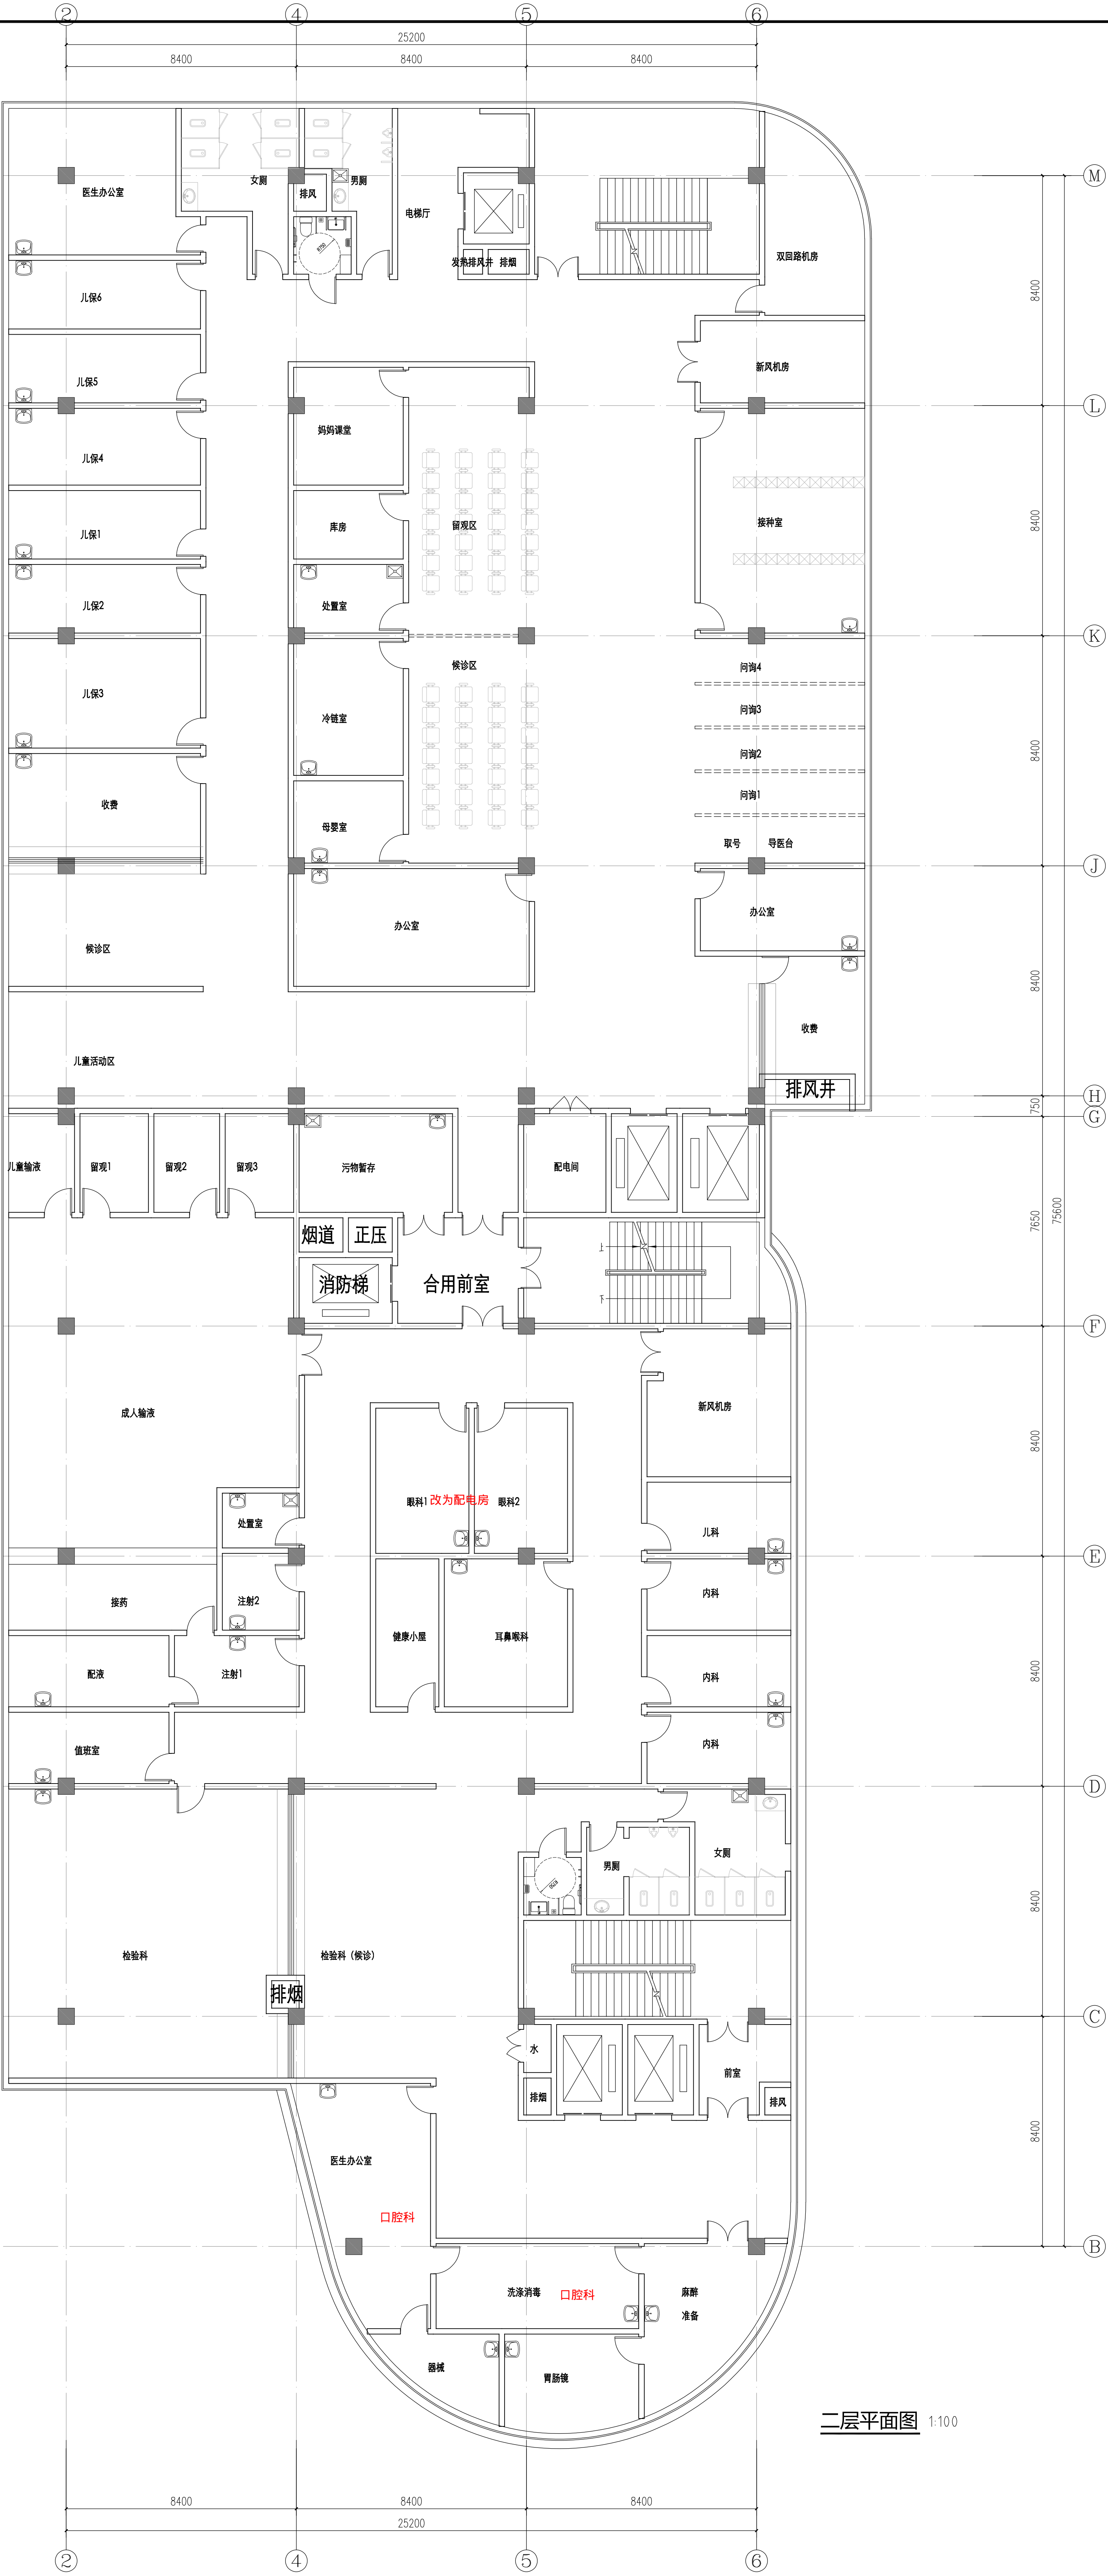 ② ④ ⑤ ⑥
25200
8400 8400 8400
M
女厕 男厕
医生办公室 排风
电梯厅
R750
双回路机房
发热排风井 排烟
儿保6
8400
新风机房
儿保5
L
妈妈课堂
儿保4
接种室
库房 留观区
8400
儿保1
处置室
儿保2
K
候诊区 问询4
儿保3
问询3
冷链室
8400
问询2
问询1
收费
母婴室
取号 导医台
J
办公室
办公室
候诊区
8400
收费
儿童活动区
排风井
H
750
G
儿童输液 留观1 留观2 留观3 污物暂存 配电间
7650
75600
烟道 正压
上
消防梯 合用前室
下
F
新风机房
成人输液
8400
眼科1 改为配电房 眼科2
处置室
儿科
E
内科
接药 注射2
健康小屋 耳鼻喉科
8400
配液 注射1 内科
内科
值班室
D
女厕
男厕
R750
8400
检验科 检验科（候诊）
排烟
C
水
前室
排烟 排风
8400
医生办公室
口腔科
B
洗涤消毒 口腔科 麻醉
准备
器械
胃肠镜
二层平面图 1:100
8400 8400 8400
25200
② ④ ⑤ ⑥